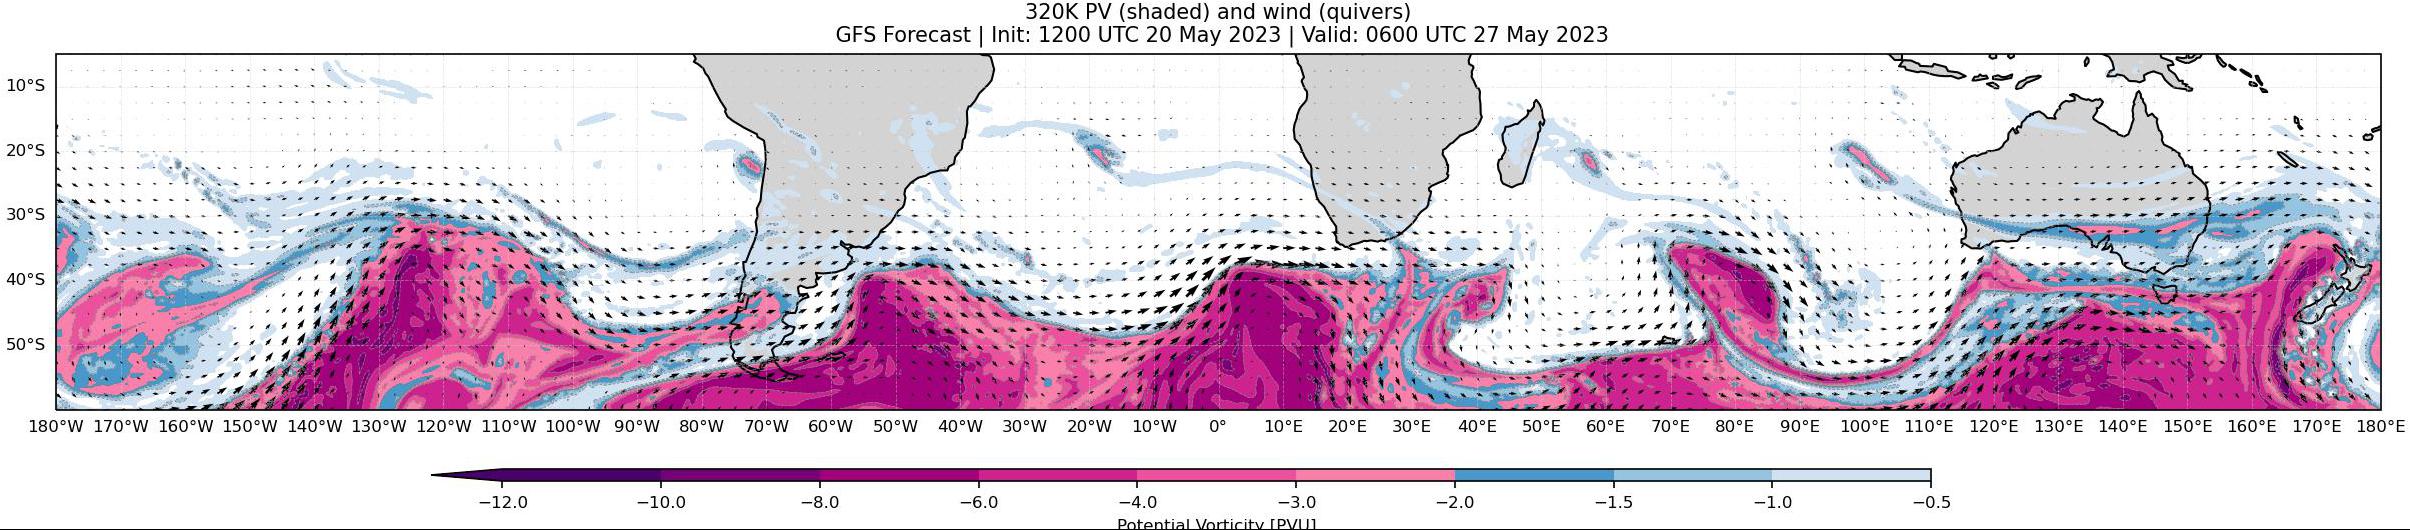 320K PV (shaded) and wind (quivers)
GFS Forecast | Init: 1200 UTC 20 May 2023 | Valid: 0600 UTC 27 May 2023
10°S
20°S
30°S
40°S
50°S
180°W 170°W 160°W 150°W 140°W 130°W 120°W 110°W 100°W 90°W 80°W 70°W 60°W 50°W 40°W 30°W 20°W 10°W 0° 10°E 20°E 30°E 40°E 50°E 60°E 70°E 80°E 90°E 100°E 110°E 120°E 130°E 140°E 150°E 160°E 170°E 180°E
−12.0 −10.0 −8.0 −6.0 −4.0 −3.0 −2.0 −1.5 −1.0 −0.5
Potential Vorticity [PVU]